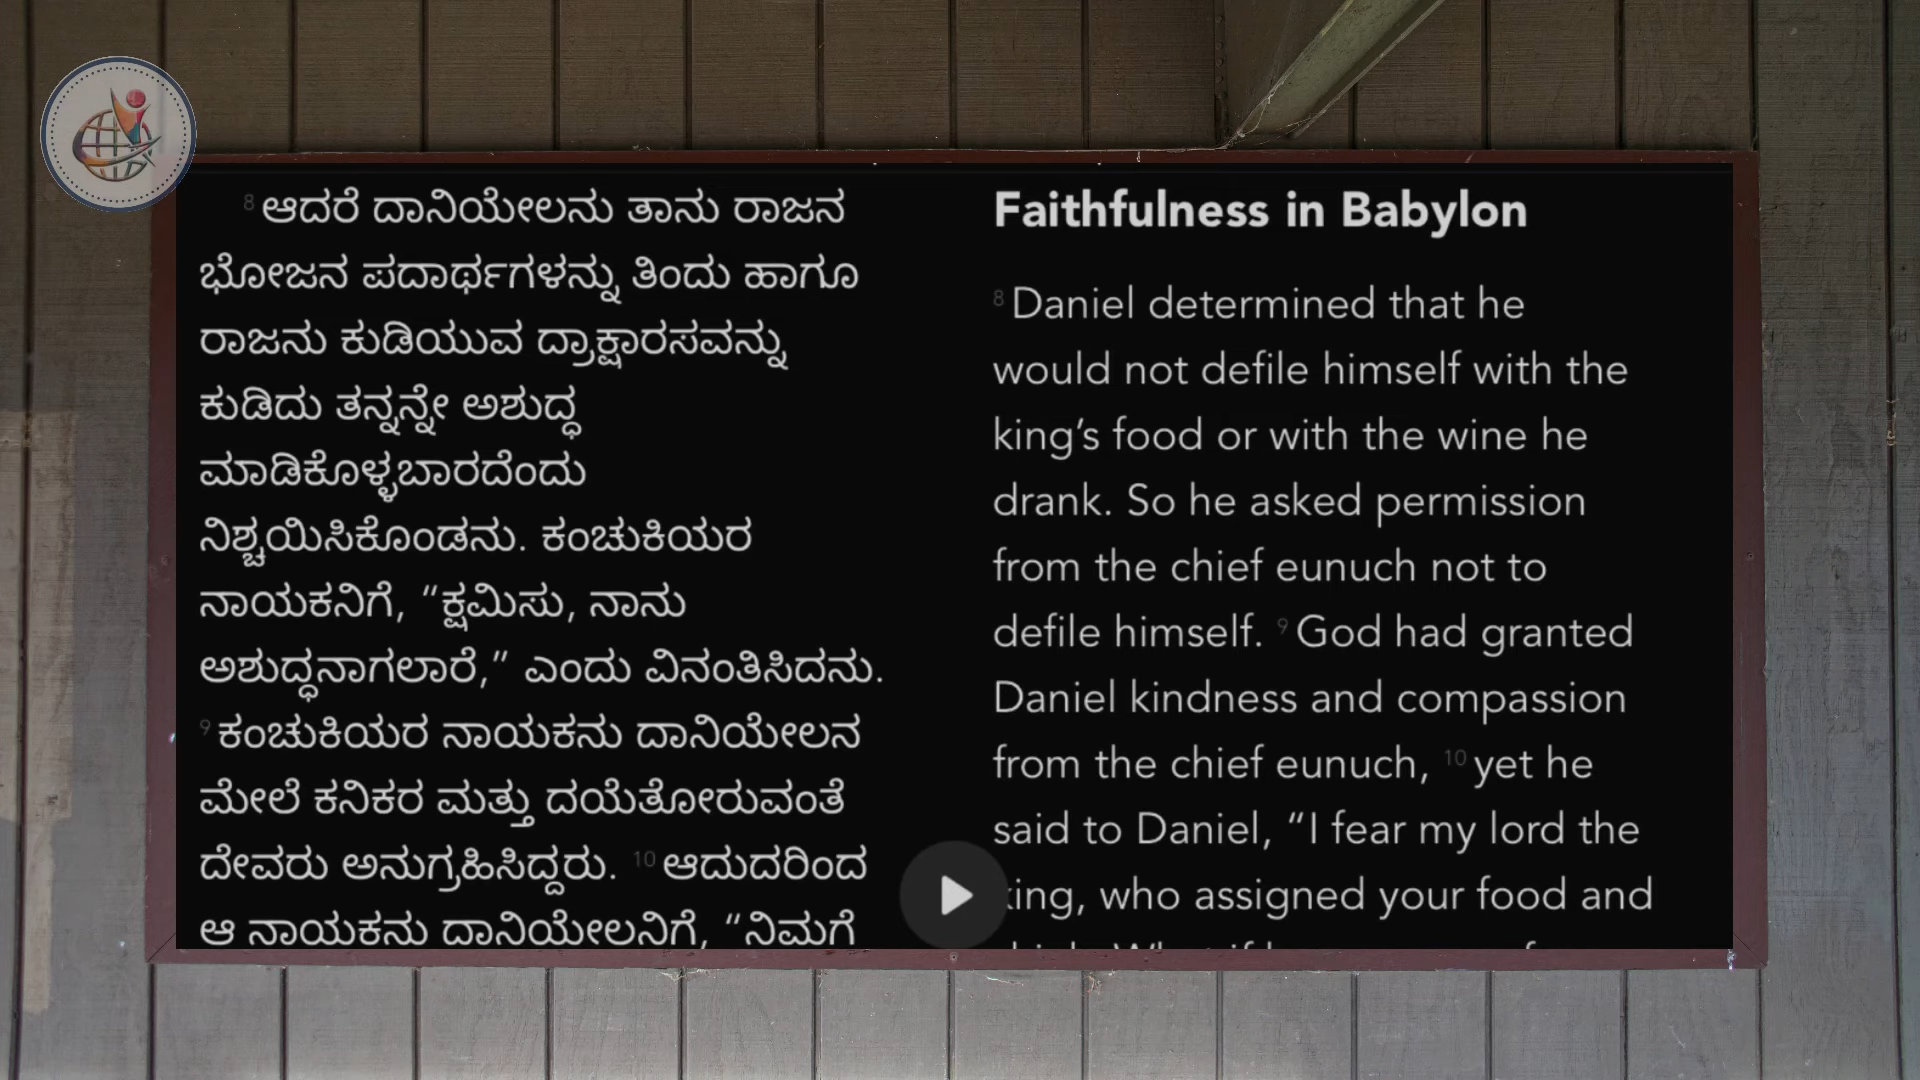 8 ಆದರೆ ದಾನಿಯೇಲನು ತಾನು ರಾಜನ
ಭೋಜನ ಪದಾರ್ಥಗಳನ್ನು ತಿಂದು ಹಾಗೂ
ರಾಜನು ಕುಡಿಯುವ ದ್ರಾಕ್ಷಾರಸವನ್ನು
ಕುಡಿದು ತನ್ನನ್ನೇ ಅಶುದ್ಧ
ಮಾಡಿಕೊಳ್ಳಬಾರದೆಂದು
ನಿಶ್ಚಯಿಸಿಕೊಂಡನು. ಕಂಚುಕಿಯರ
ನಾಯಕನಿಗೆ, “ಕ್ಷಮಿಸು, ನಾನು
ಅಶುದ್ಧನಾಗಲಾರೆ,” ಎಂದು ವಿನಂತಿಸಿದನು.
9 ಕಂಚುಕಿಯರ ನಾಯಕನು ದಾನಿಯೇಲನ
ಮೇಲೆ ಕನಿಕರ ಮತ್ತು ದಯೆತೋರುವಂತೆ
ದೇವರು ಅನುಗ್ರಹಿಸಿದ್ದರು. 10 ಆದುದರಿಂದ
ಆ ನಾಯಕನು ದಾನಿಯೇಲನಿಗೆ, “ನಿಮಗೆ
Faithfulness in Babylon
8 Daniel determined that he
would not defile himself with the
king’s food or with the wine he
drank. So he asked permission
from the chief eunuch not to
defile himself. 9 God had granted
Daniel kindness and compassion
from the chief eunuch, 10 yet he
said to Daniel, “I fear my lord the
king, who assigned your food and